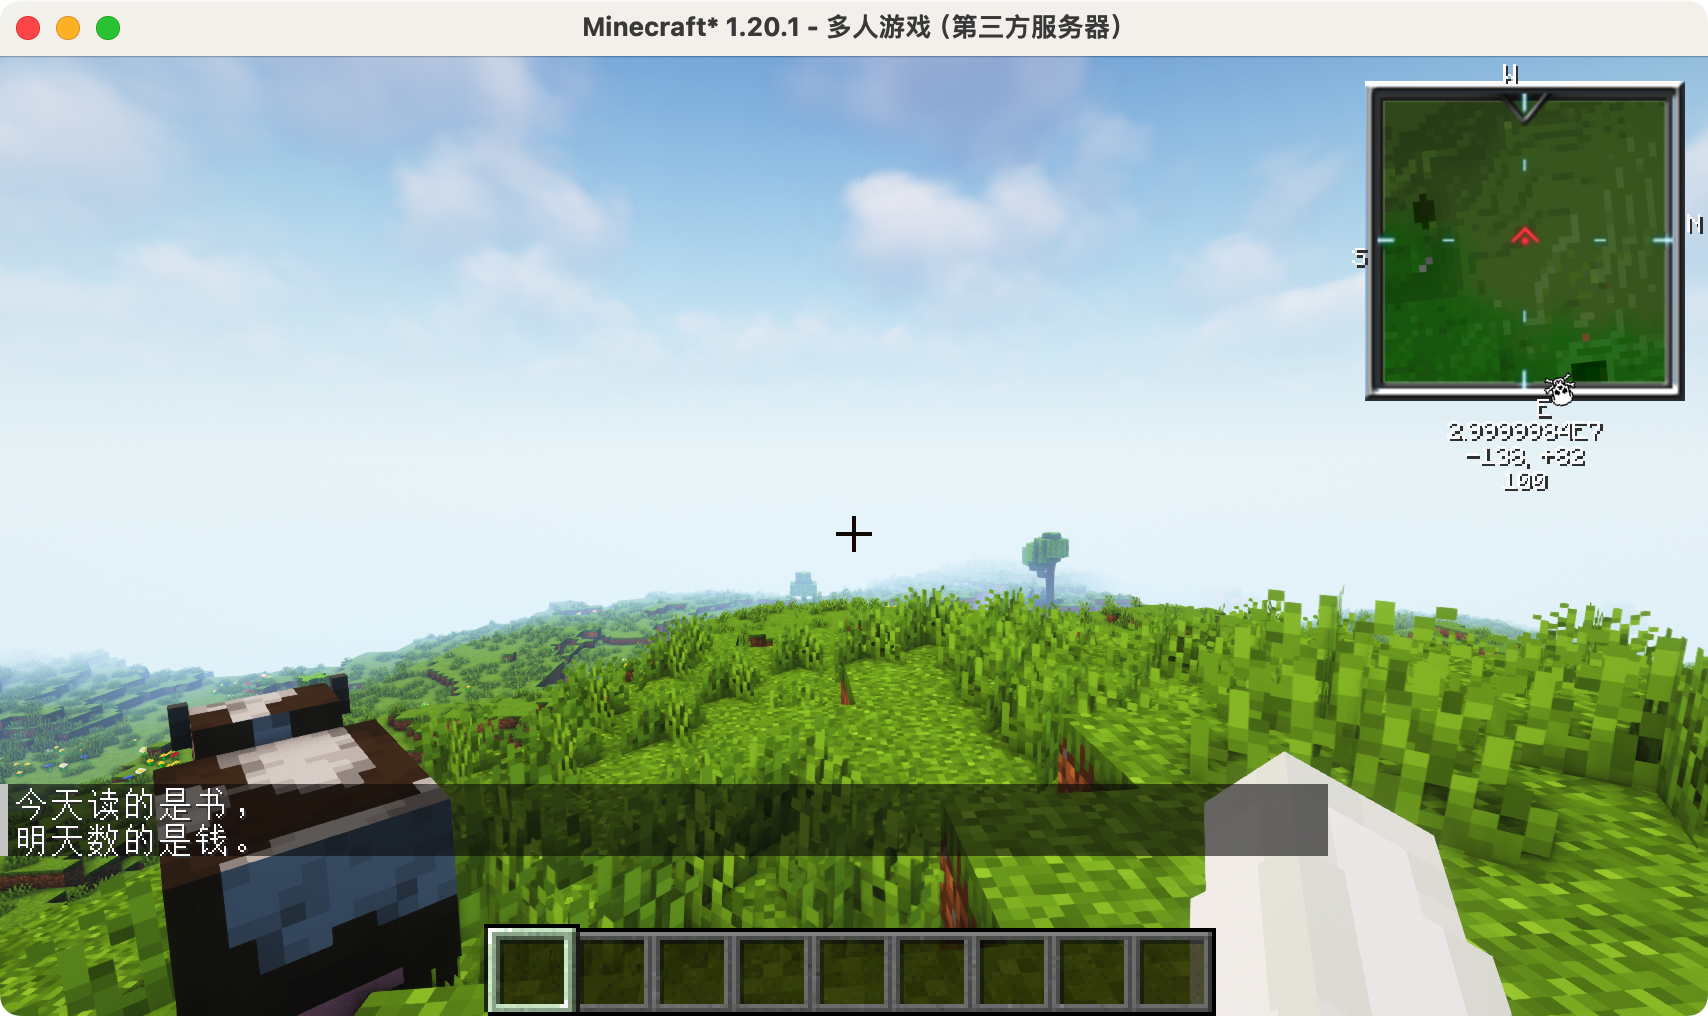 Minecraft* 1.20.1 - 多人游戏（第三方服务器）
W
N
S
E
2.9999984E7
-138, +82
100
今天读的是书，
明天数的是钱。